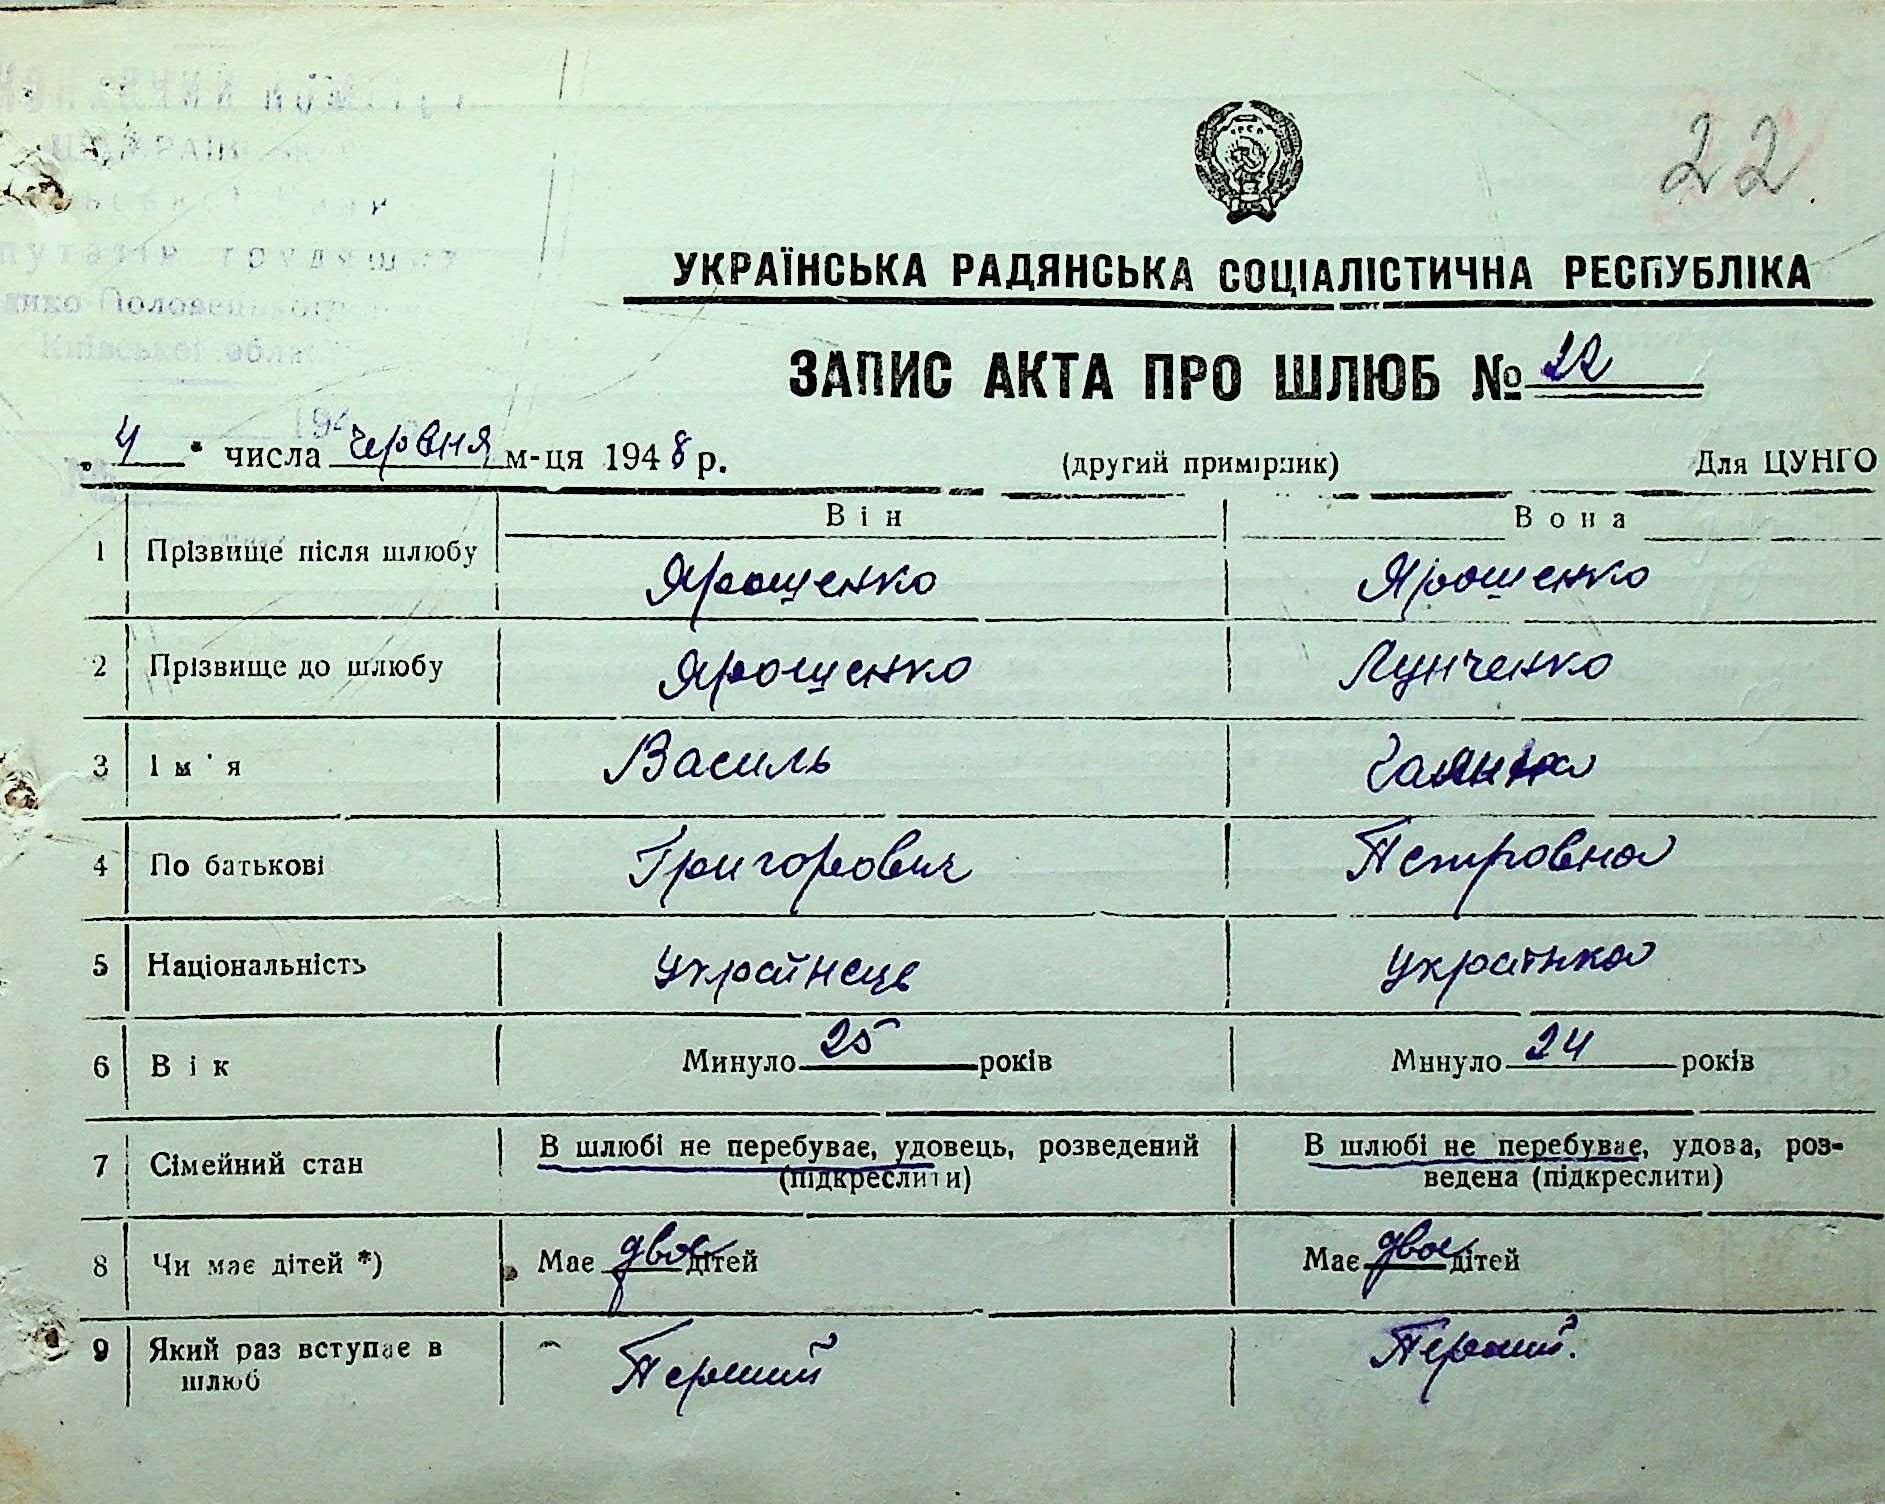 22
УКРАЇНСЬКА РАДЯНСЬКА СОЦІАЛІСТИЧНА РЕСПУБЛІКА
ЗАПИС АКТА ПРО ШЛЮБ № 22
„4" числа червня м-ця 1948 р. (другий примірник) Для ЦУНГО
Він Вона
1 Прізвище після шлюбу Ярощенко Ярошенко
2 Прізвище до шлюбу Ярощенко Лунченко
3 Ім'я Василь
4 По батькові Григорович Петровна
5 Національність українець українка
6 Вік Минуло 25 років Минуло 24 років
7 Сімейний стан В шлюбі не перебуває, удовець, розведений (підкреслити) В шлюбі не перебуває, удова, роз-
ведена (підкреслити)
8 Чи має дітей *) Має двоє дітей Має двоє дітей
9 Який раз вступає в шлюб Перший Перший.